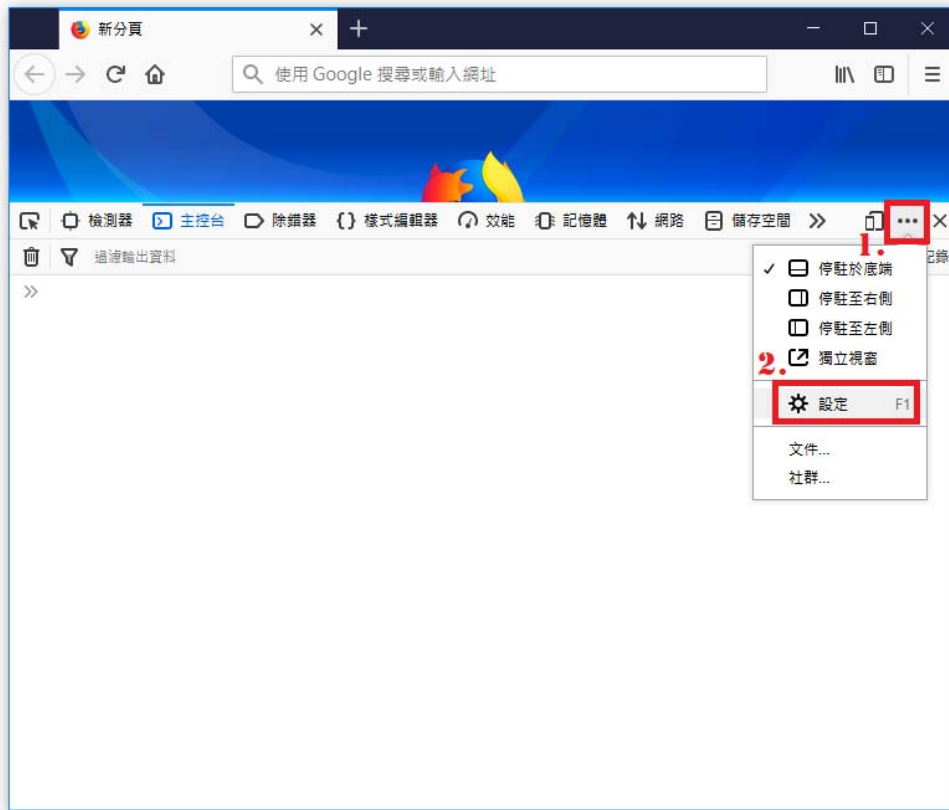 新分頁
使用 Google 搜尋或輸入網址
檢測器 主控台 除錯器 {} 樣式編輯器 效能 記憶體 網路 儲存空間
1.
過濾輸出資料
停駐於底端
停駐至右側
停駐至左側
2. 獨立視窗
設定 F1
文件...
社群...